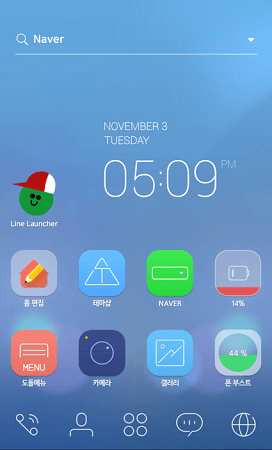 Naver
NOVEMBER 3
TUESDAY
05:09 PM
Line Launcher
홈 편집
테마샵
NAVER
14%
MENU
44 %
도돌메뉴
카메라
갤러리
폰 부스트